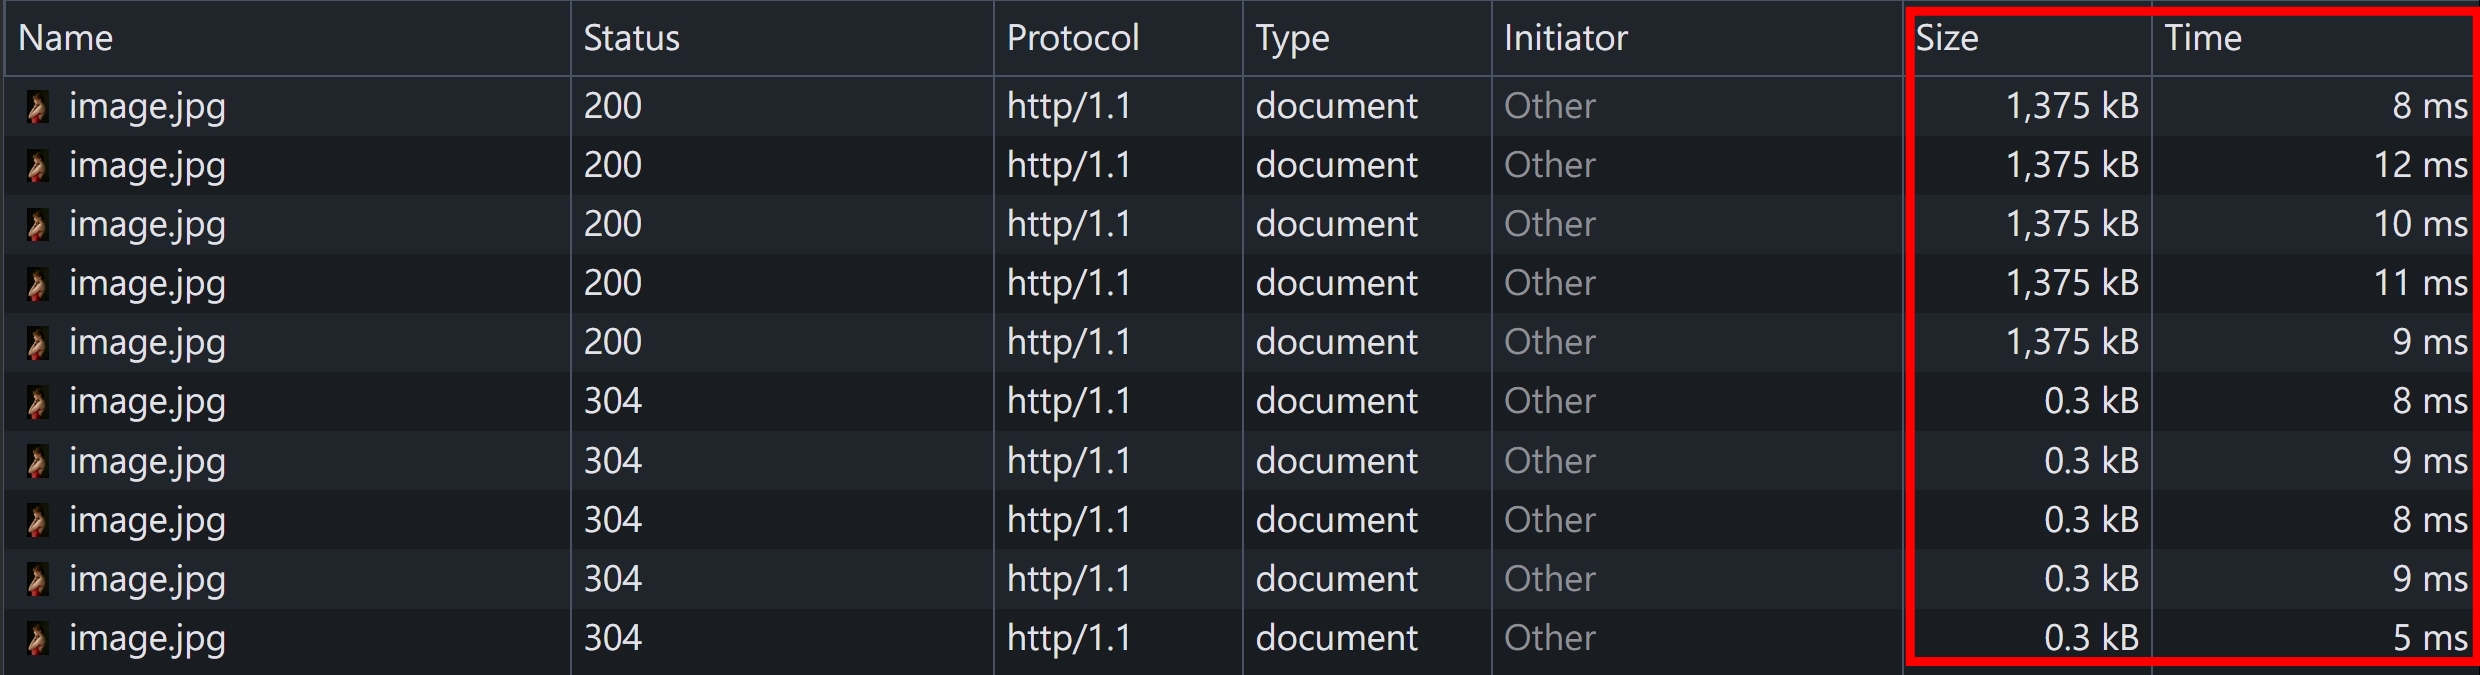 Name Status Protocol Type Initiator Size Time
image.jpg 200 http/1.1 document Other 1,375 kB 8 ms
image.jpg 200 http/1.1 document Other 1,375 kB 12 ms
image.jpg 200 http/1.1 document Other 1,375 kB 10 ms
image.jpg 200 http/1.1 document Other 1,375 kB 11 ms
image.jpg 200 http/1.1 document Other 1,375 kB 9 ms
image.jpg 304 http/1.1 document Other 0.3 kB 8 ms
image.jpg 304 http/1.1 document Other 0.3 kB 9 ms
image.jpg 304 http/1.1 document Other 0.3 kB 8 ms
image.jpg 304 http/1.1 document Other 0.3 kB 9 ms
image.jpg 304 http/1.1 document Other 0.3 kB 5 ms